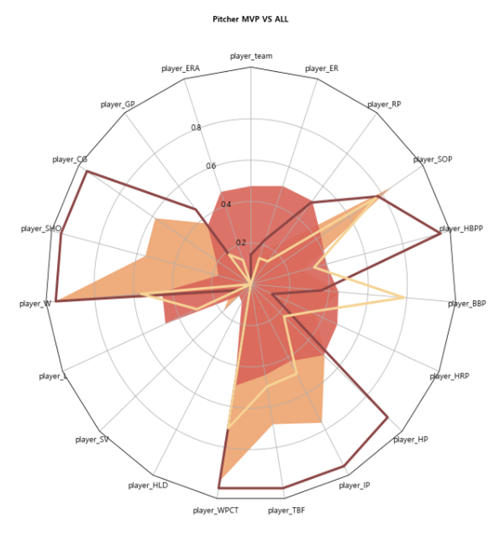 Pitcher MVP VS ALL
player_team
player_ERA
player_ER
player_GP
player_RP
0.8
player_CG
player_SOP
0.6
0.4
player_SHO
player_HBPP
0.2
player_W
player_BBP
player_L
player_HRP
player_SV
player_HP
player_HLD
player_IP
player_WPCT
player_TBF